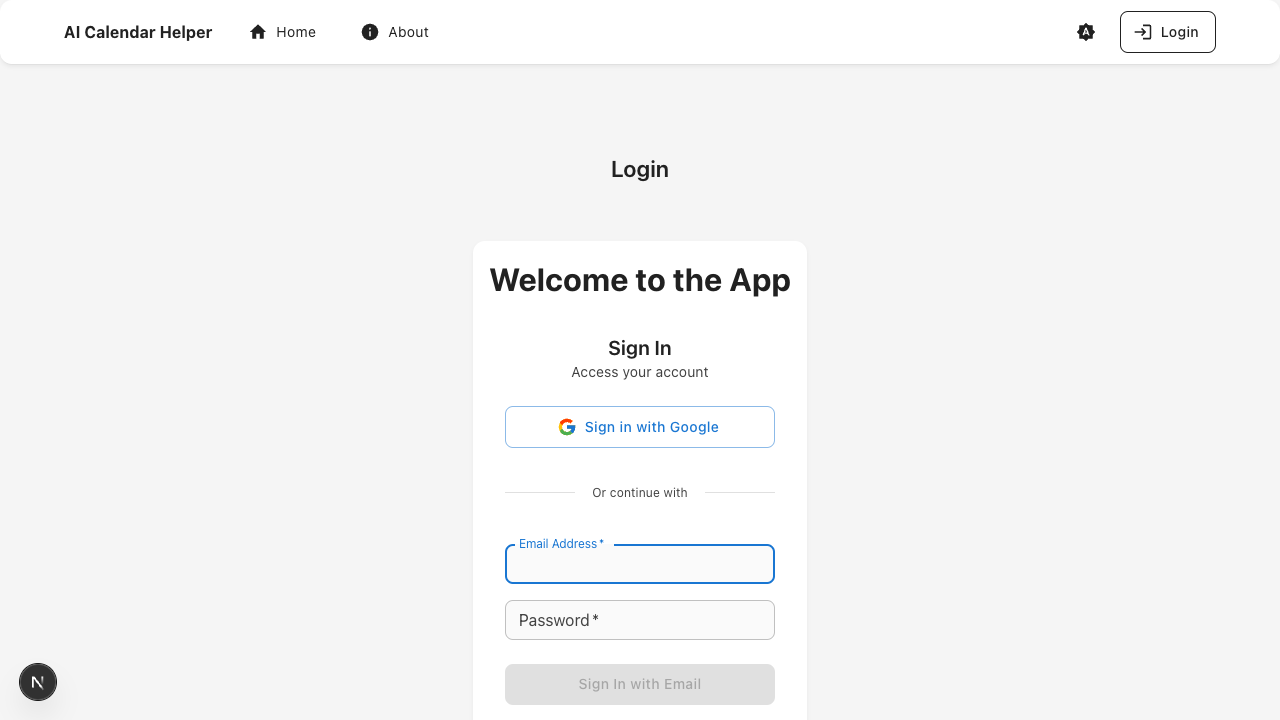 AI Calendar Helper
Home
About
A
Login
Login
Welcome to the App
Sign In
Access your account
Sign in with Google
Or continue with
Email Address *
Password *
Sign In with Email
N